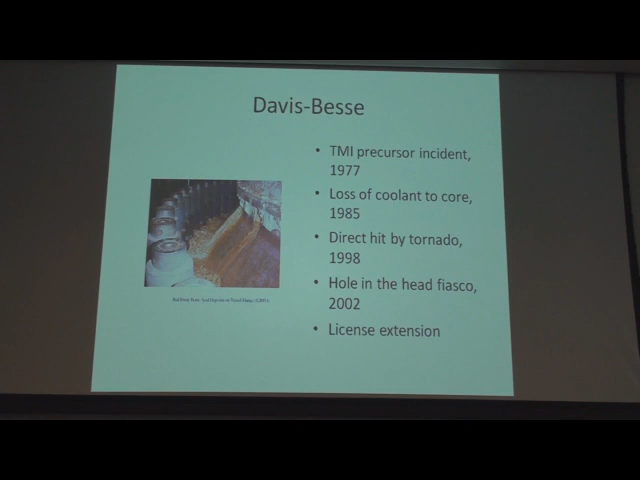 Davis-Besse
• TMI precursor incident,
1977
• Loss of coolant to core,
1985
• Direct hit by tornado,
1998
• Hole in the head fiasco,
2002
• License extension